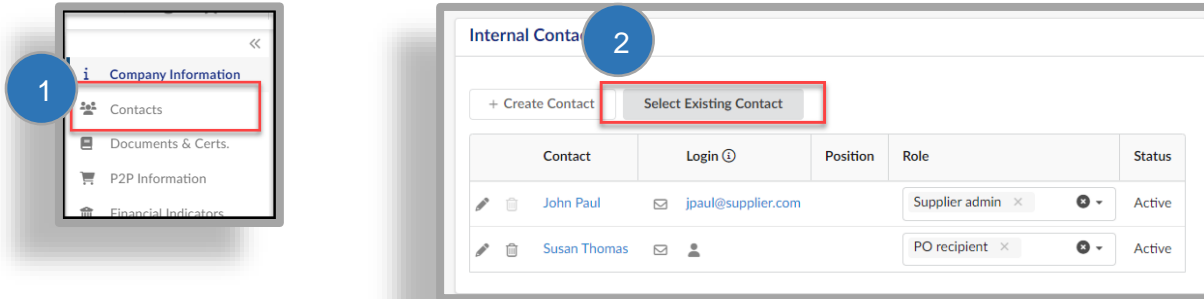 1
Company Information
Contacts
Documents & Certs.
P2P Information
Financial Indicators
2
Internal
+ Create Contact Select Existing Contact
Contact Login Position Role Status
John Paul jpaul@supplier.com Supplier admin × Active
Susan Thomas PO recipient × Active